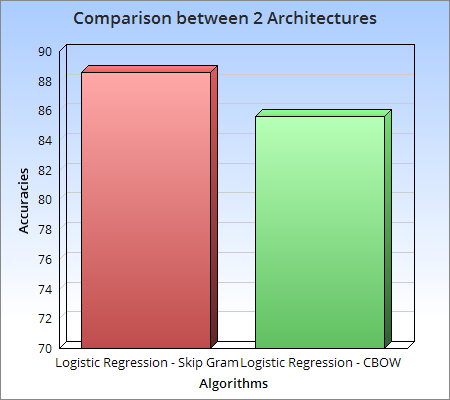 Comparison between 2 Architectures
90
88
86
84
82
80
78
76
74
72
70
Accuracies
Logistic Regression - Skip Gram
Logistic Regression - CBOW
Algorithms